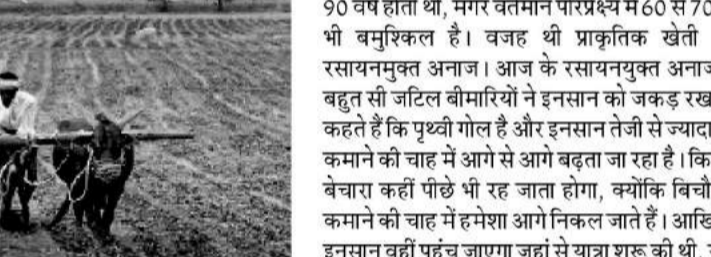 90 वर्ष होती थी, मगर वर्तमान परिप्रेक्ष्य में 60 से 70
भी बमुश्किल है। वजह थी प्राकृतिक खेती
रसायनमुक्त अनाज। आज के रसायनयुक्त अनाज
बहुत सी जटिल बीमारियों ने इनसान को जकड़ रख
कहते हैं कि पृथ्वी गोल है और इनसान तेजी से ज्यादा
कमाने की चाह में आगे से आगे बढ़ता जा रहा है। कि
बेचारा कहीं पीछे भी रह जाता होगा, क्योंकि बिचौ
कमाने की चाह में हमेशा आगे निकल जाते हैं। आखि
इनसान वहीं पहुंच जाएगा जहां से यात्रा शुरू की थी,